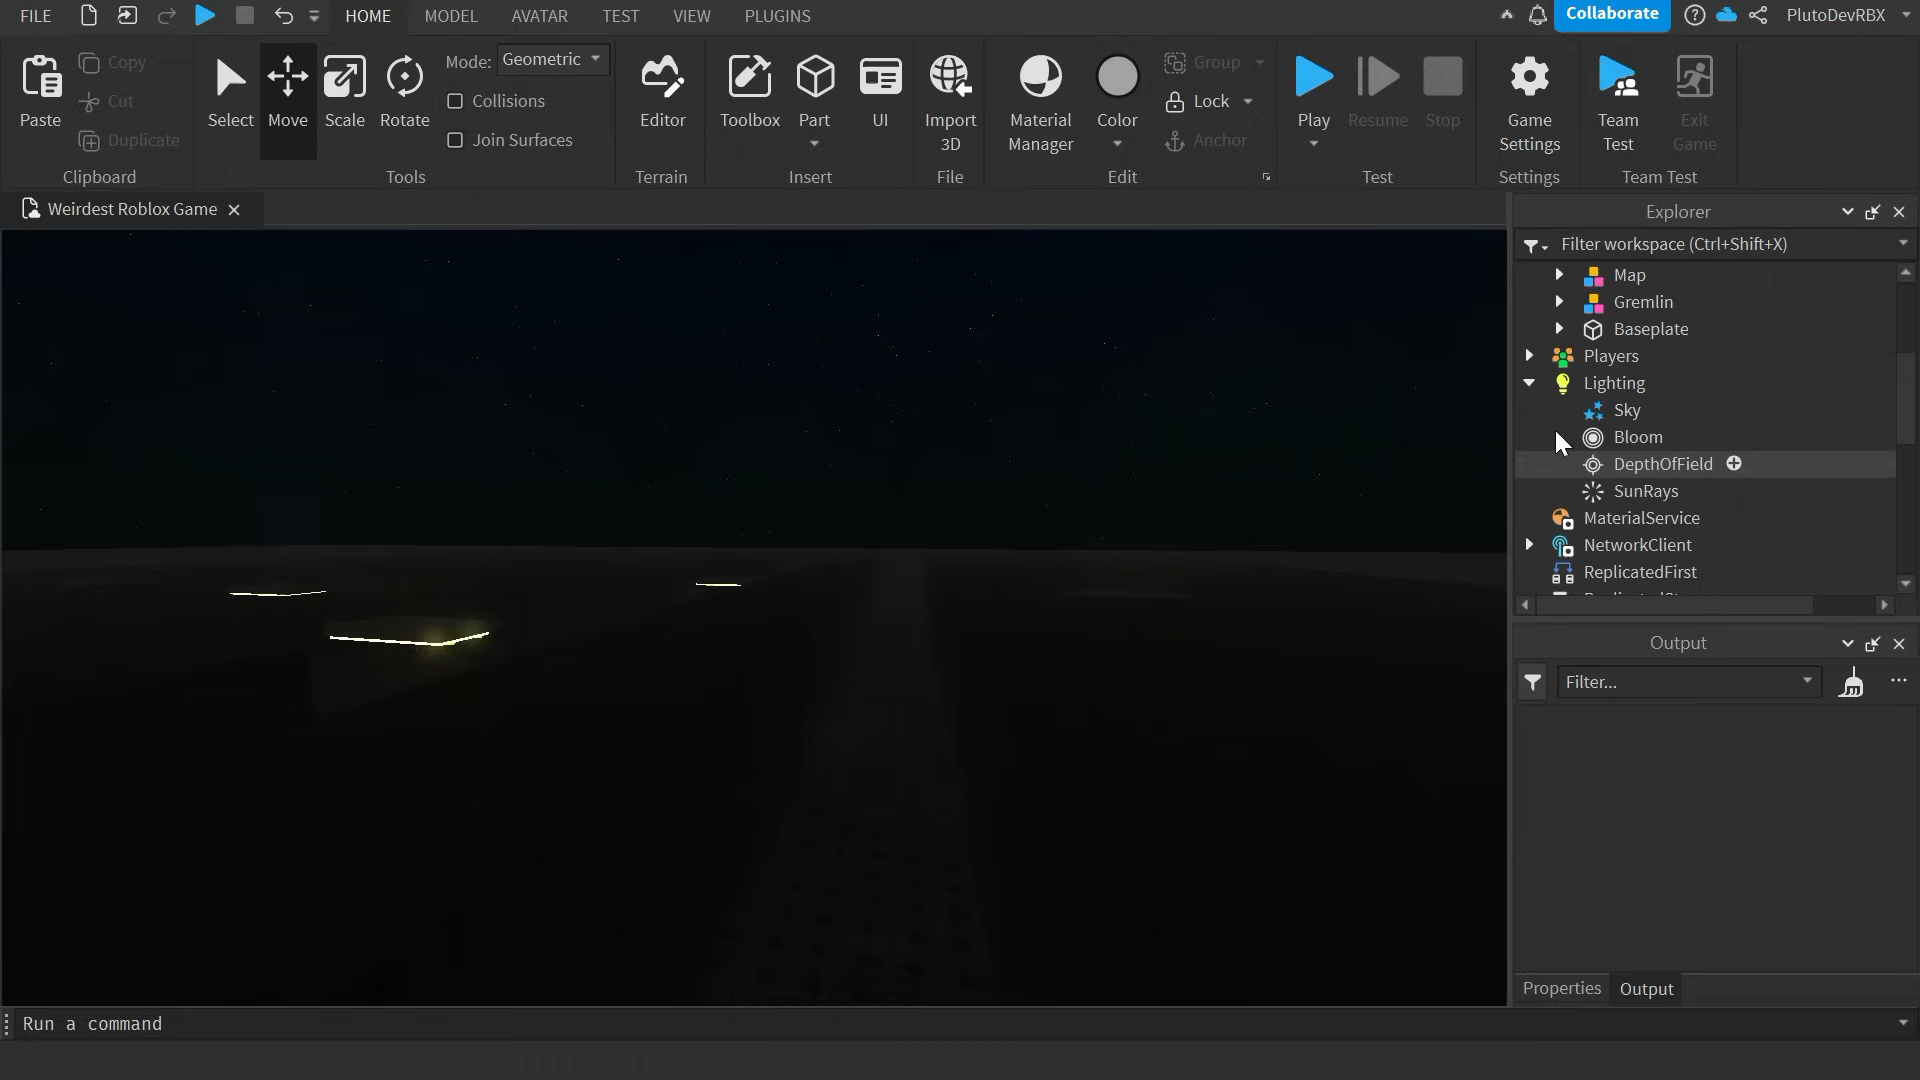 FILE HOME MODEL AVATAR TEST VIEW PLUGINS Collaborate PlutoDevRBX
Paste Copy Cut Duplicate Clipboard
Select Move Scale Rotate Mode: Geometric Collisions Join Surfaces Tools
Editor Terrain
Toolbox Part UI Insert
Import 3D File
Material Manager Color Group Lock Anchor Edit
Play Resume Stop Test
Game Settings Settings
Team Test Exit Game Team Test
Weirdest Roblox Game
Explorer
Filter workspace (Ctrl+Shift+X)
Map
Gremlin
Baseplate
Players
Lighting
Sky
Bloom
DepthOfField
SunRays
MaterialService
NetworkClient
ReplicatedFirst
Output
Filter...
Properties Output
Run a command